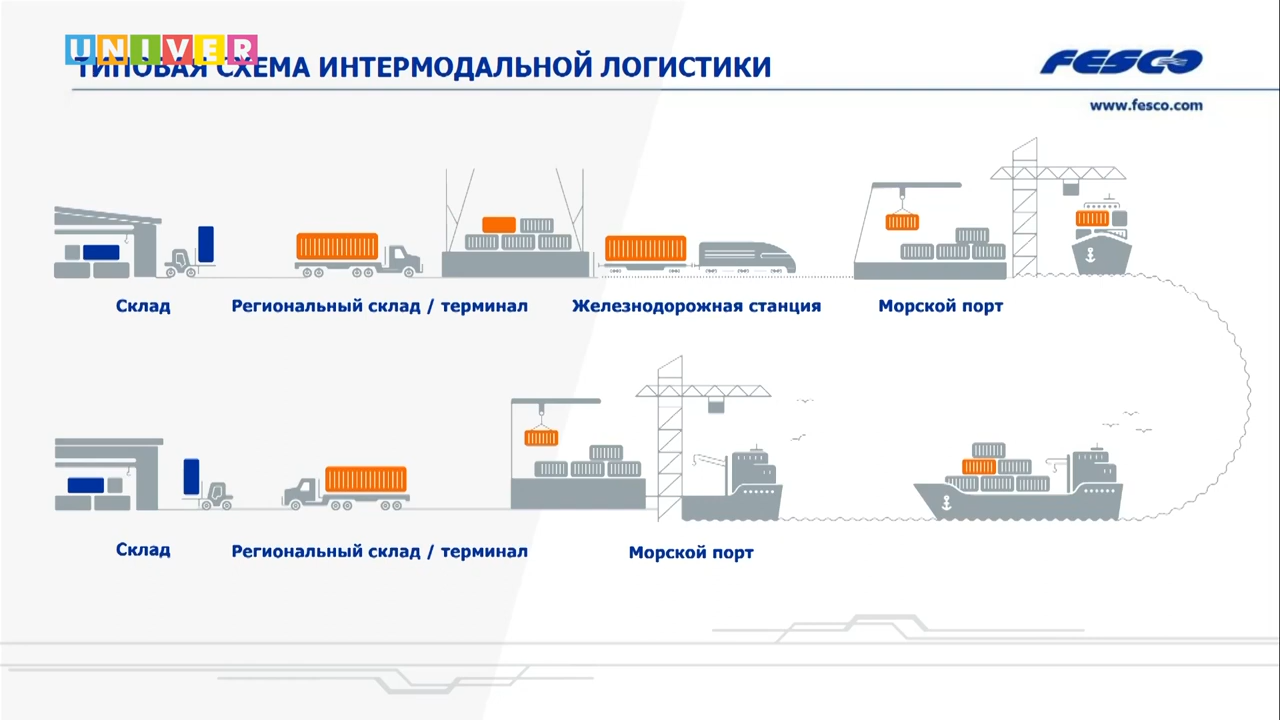 UNIVER
ТИПОВАЯ СХЕМА ИНТЕРМОДАЛЬНОЙ ЛОГИСТИКИ
FESCO
www.fesco.com
Склад
Региональный склад / терминал
Железнодорожная станция
Морской порт
Склад
Региональный склад / терминал
Морской порт